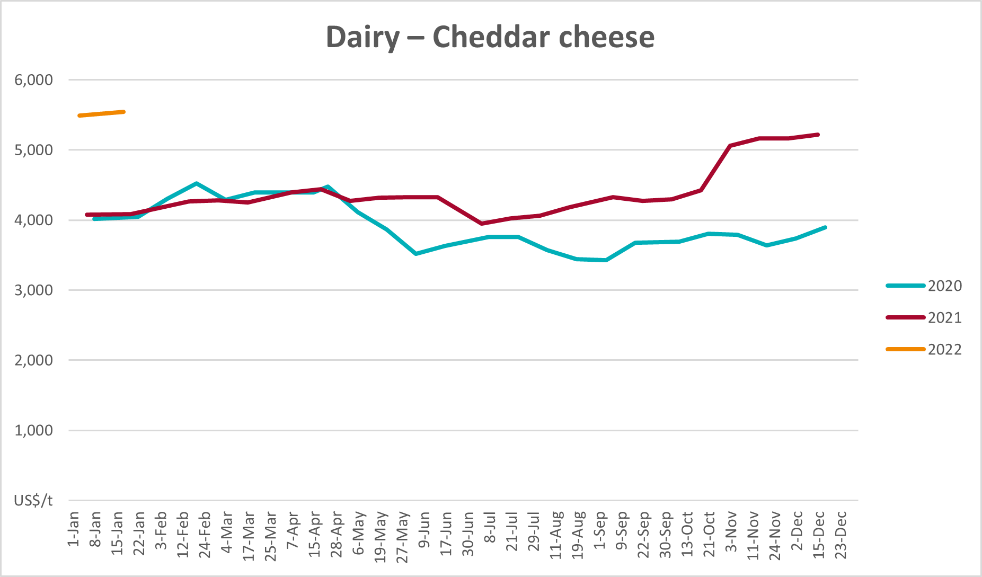 Dairy – Cheddar cheese
6,000
5,000
4,000
3,000
2,000
1,000
US$/t
1-Jan
8-Jan
15-Jan
22-Jan
3-Feb
12-Feb
24-Feb
4-Mar
17-Mar
25-Mar
7-Apr
15-Apr
28-Apr
6-May
19-May
27-May
9-Jun
17-Jun
30-Jun
8-Jul
21-Jul
29-Jul
11-Aug
19-Aug
1-Sep
9-Sep
22-Sep
30-Sep
13-Oct
21-Oct
3-Nov
11-Nov
24-Nov
2-Dec
15-Dec
23-Dec
2020
2021
2022